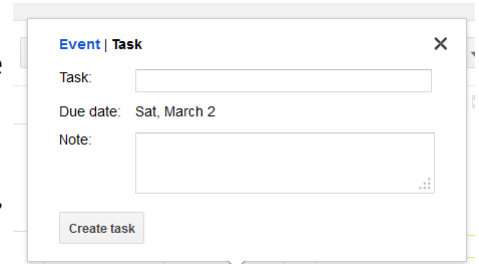 Event | Task
Task:
Due date: Sat, March 2
Note:
Create task